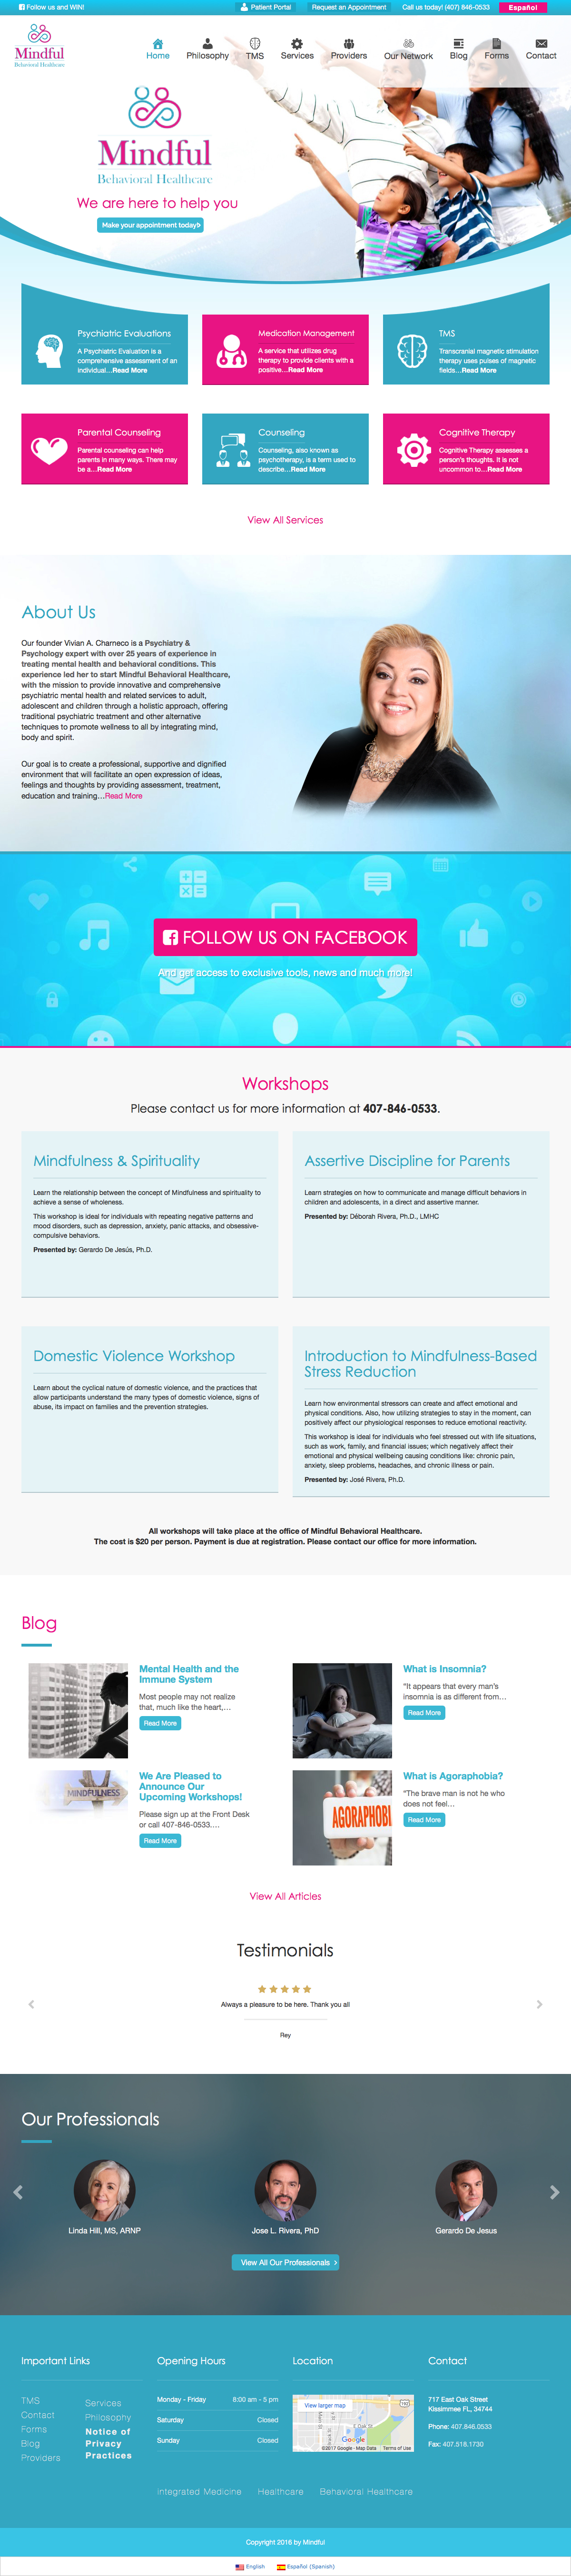 Follow us and WIN!
Patient Portal
Request an Appointment
Call us today! (407) 846-0533
Español
Mindful
Behavioral Healthcare
Home
Philosophy
TMS
Services
Providers
Our Network
Blog
Forms
Contact
Mindful
Behavioral Healthcare
We are here to help you
Make your appointment today!
Psychiatric Evaluations
A Psychiatric Evaluation is a
comprehensive assessment of an
individual…Read More
Medication Management
A service that utilizes drug
therapy to provide clients with a
positive…Read More
TMS
Transcranial magnetic stimulation
therapy uses pulses of magnetic
fields…Read More
Parental Counseling
Parental counseling can help
parents in many ways. There may
be a…Read More
Counseling
Counseling, also known as
psychotherapy, is a term used to
describe…Read More
Cognitive Therapy
Cognitive Therapy assesses a
person's thoughts. It is not
uncommon to…Read More
View All Services
About Us
Our founder Vivian A. Charneco is a Psychiatry &
Psychology expert with over 25 years of experience in
treating mental health and behavioral conditions. This
experience led her to start Mindful Behavioral Healthcare,
with the mission to provide innovative and comprehensive
psychiatric mental health and related services to adult,
adolescent and children through a holistic approach, offering
traditional psychiatric treatment and other alternative
techniques to promote wellness to all by integrating mind,
body and spirit.
Our goal is to create a professional, supportive and dignified
environment that will facilitate an open expression of ideas,
feelings and thoughts by providing assessment, treatment,
education and training…Read More
FOLLOW US ON FACEBOOK
And get access to exclusive tools, news and much more!
Workshops
Please contact us for more information at 407-846-0533.
Mindfulness & Spirituality
Learn the relationship between the concept of Mindfulness and spirituality to
achieve a sense of wholeness.
This workshop is ideal for individuals with repeating negative patterns and
mood disorders, such as depression, anxiety, panic attacks, and obsessive-
compulsive behaviors.
Presented by: Gerardo De Jesús, Ph.D.
Assertive Discipline for Parents
Learn strategies on how to communicate and manage difficult behaviors in
children and adolescents, in a direct and assertive manner.
Presented by: Déborah Rivera, Ph.D., LMHC
Domestic Violence Workshop
Learn about the cyclical nature of domestic violence, and the practices that
allow participants understand the many types of domestic violence, signs of
abuse, its impact on families and the prevention strategies.
Introduction to Mindfulness-Based
Stress Reduction
Learn how environmental stressors can create and affect emotional and
physical conditions. Also, how utilizing strategies to stay in the moment, can
positively affect our physiological responses to reduce emotional reactivity.
This workshop is ideal for individuals who feel stressed out with life situations,
such as work, family, and financial issues; which negatively affect their
emotional and physical wellbeing causing conditions like: chronic pain,
anxiety, sleep problems, headaches, and chronic illness or pain.
Presented by: José Rivera, Ph.D.
All workshops will take place at the office of Mindful Behavioral Healthcare.
The cost is $20 per person. Payment is due at registration. Please contact our office for more information.
Blog
Mental Health and the
Immune System
Most people may not realize
that, much like the heart,…
Read More
What is Insomnia?
"It appears that every man's
insomnia is as different from…
Read More
MINDFULNESS
We Are Pleased to
Announce Our
Upcoming Workshops!
Please sign up at the Front Desk
or call 407-846-0533.…
Read More
AGORAPHOBI
What is Agoraphobia?
"The brave man is not he who
does not feel…
Read More
View All Articles
Testimonials
Always a pleasure to be here. Thank you all
Rey
Our Professionals
Linda Hill, MS, ARNP
Jose L. Rivera, PhD
Gerardo De Jesus
View All Our Professionals
Important Links
TMS
Contact
Forms
Blog
Providers
Services
Philosophy
Notice of
Privacy
Practices
Opening Hours
Monday - Friday 8:00 am - 5 pm
Saturday Closed
Sunday Closed
Location
View larger map
192
E Oak St
Google
©2017 Google - Map Data Terms of Use
Contact
717 East Oak Street
Kissimmee FL, 34744
Phone: 407.846.0533
Fax: 407.518.1730
integrated Medicine Healthcare Behavioral Healthcare
Copyright 2016 by Mindful
English Español (Spanish)